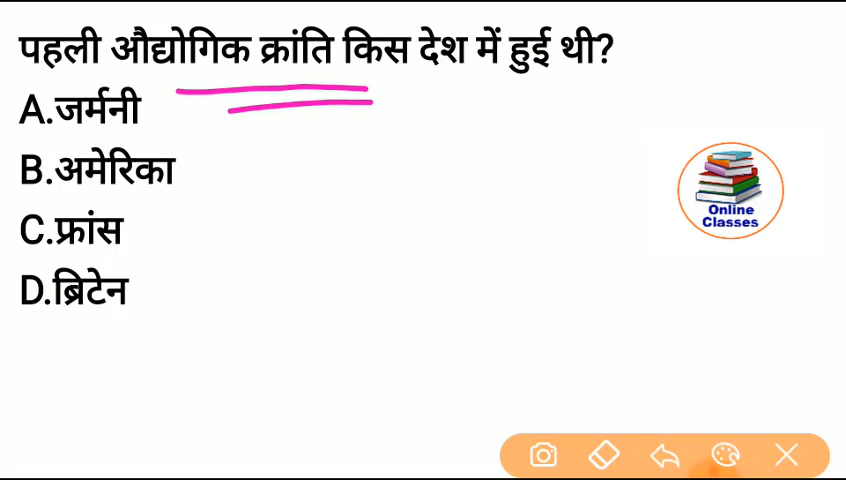 पहली औद्योगिक क्रांति किस देश में हुई थी?
A.जर्मनी
B.अमेरिका
C.फ्रांस
D.ब्रिटेन
Online
Classes